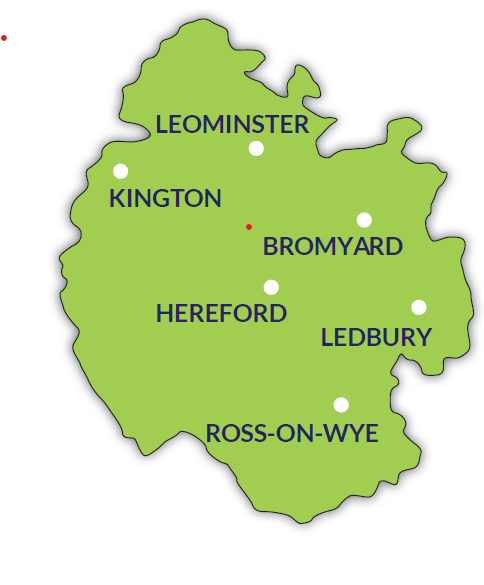 LEOMINSTER
KINGTON
BROMYARD
HEREFORD
LEDBURY
ROSS-ON-WYE